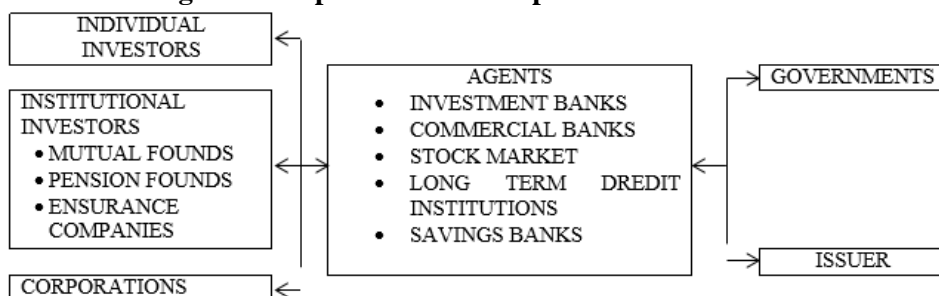 INDIVIDUAL
INVESTORS
INSTITUTIONAL
INVESTORS
• MUTUAL FOUNDS
• PENSION FOUNDS
• ENSURANCE
COMPANIES
CORPORATIONS
AGENTS
• INVESTMENT BANKS
• COMMERCIAL BANKS
• STOCK MARKET
• LONG TERM DREDIT
INSTITUTIONS
• SAVINGS BANKS
GOVERNMENTS
ISSUER